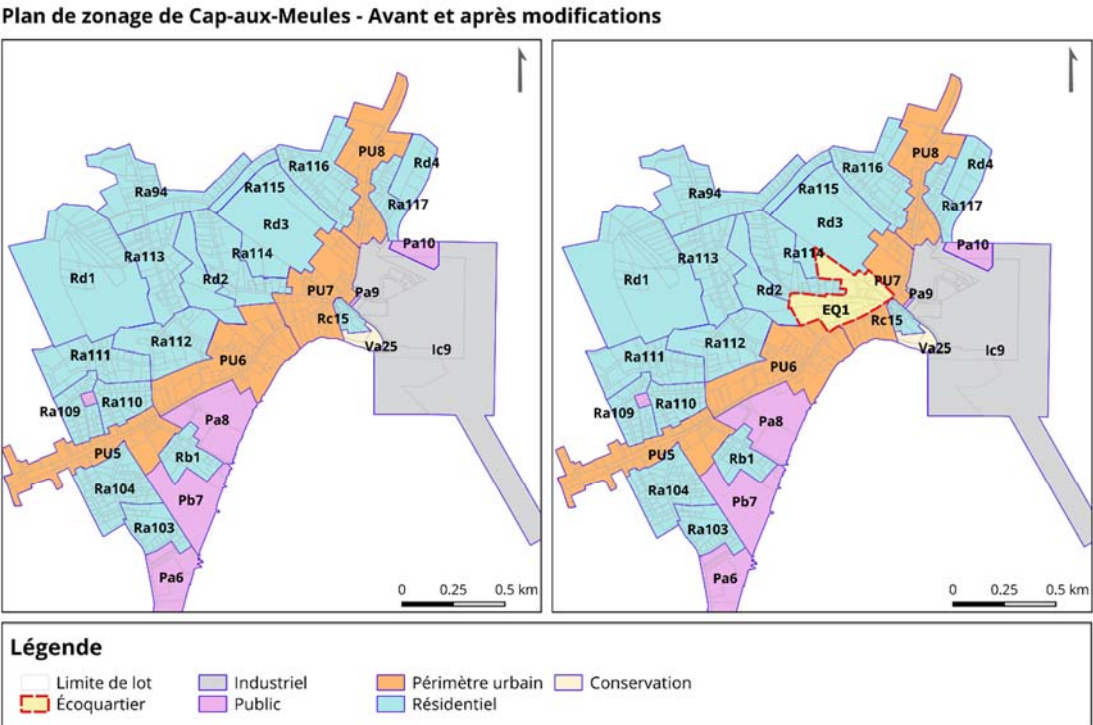 Plan de zonage de Cap-aux-Meules - Avant et après modifications
PU8
Rd4
Ra116
Ra115
Ra94
Ra117
Rd3
Pa10
Ra114
Ra113
Rd1
Rd2
PU7
Pa9
Rc15
Va25
Ic9
Ra112
Ra111
PU6
Ra109
Ra110
Pa8
PU5
Rb1
Ra104
Pb7
Ra103
Pa6
0 0.25 0.5 km
PU8
Rd4
Ra116
Ra115
Ra94
Ra117
Rd3
Pa10
Ra114
Ra113
Rd1
Rd2
PU7
Pa9
EQ1
Rc15
Va25
Ic9
Ra112
Ra111
PU6
Ra109
Ra110
Pa8
PU5
Rb1
Ra104
Pb7
Ra103
Pa6
0 0.25 0.5 km
Légende
Limite de lot
Industriel
Périmètre urbain
Conservation
Écoquartier
Public
Résidentiel